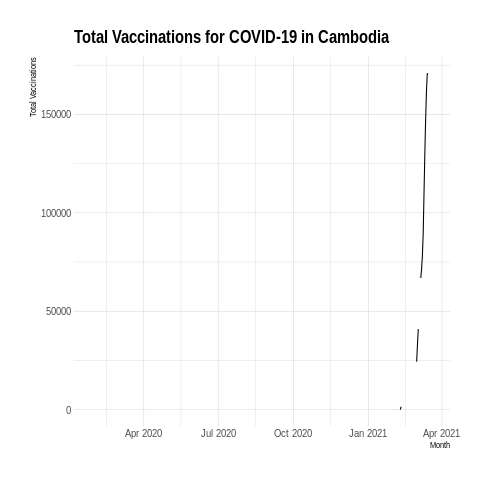 Total Vaccinations for COVID-19 in Cambodia
Total Vaccinations
150000
100000
50000
0
Apr 2020 Jul 2020 Oct 2020 Jan 2021 Apr 2021
Month